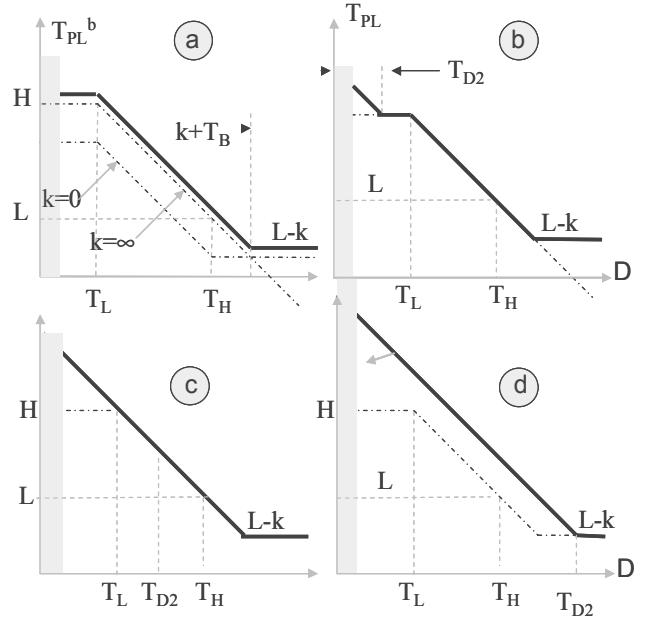 T_PL^b
a
H
k+T_B
k=0
k=∞
L
L-k
T_L
T_H
T_PL
b
T_D2
L
L-k
D
T_L
T_H
c
H
L
L-k
T_L
T_D2
T_H
d
H
L
L-k
D
T_L
T_H
T_D2